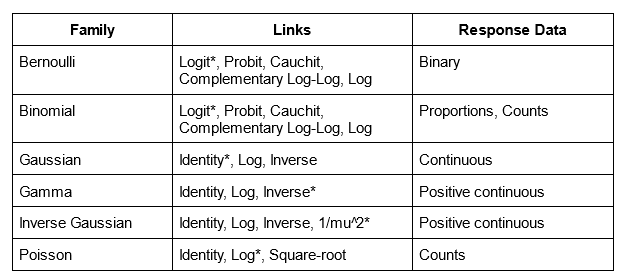 Family Links Response Data
Bernoulli Logit*, Probit, Cauchit, Binary
Complementary Log-Log, Log
Binomial Logit*, Probit, Cauchit, Proportions, Counts
Complementary Log-Log, Log
Gaussian Identity*, Log, Inverse Continuous
Gamma Identity, Log, Inverse* Positive continuous
Inverse Gaussian Identity, Log, Inverse, 1/mu^2* Positive continuous
Poisson Identity, Log*, Square-root Counts